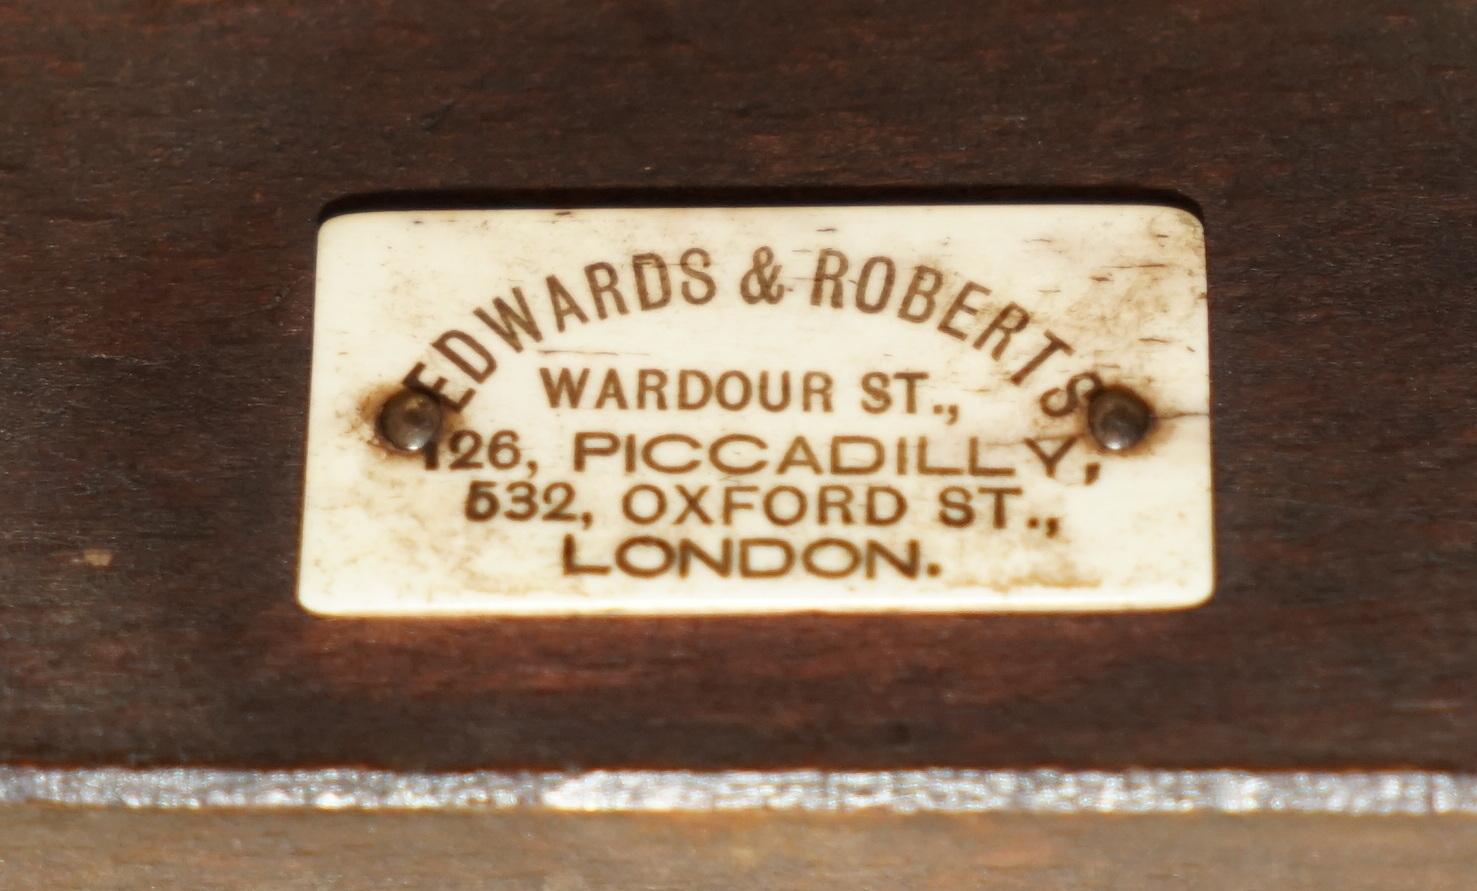 EDWARDS & ROBERTS,
WARDOUR ST.,
126, PICCADILLY,
532, OXFORD ST.,
LONDON.